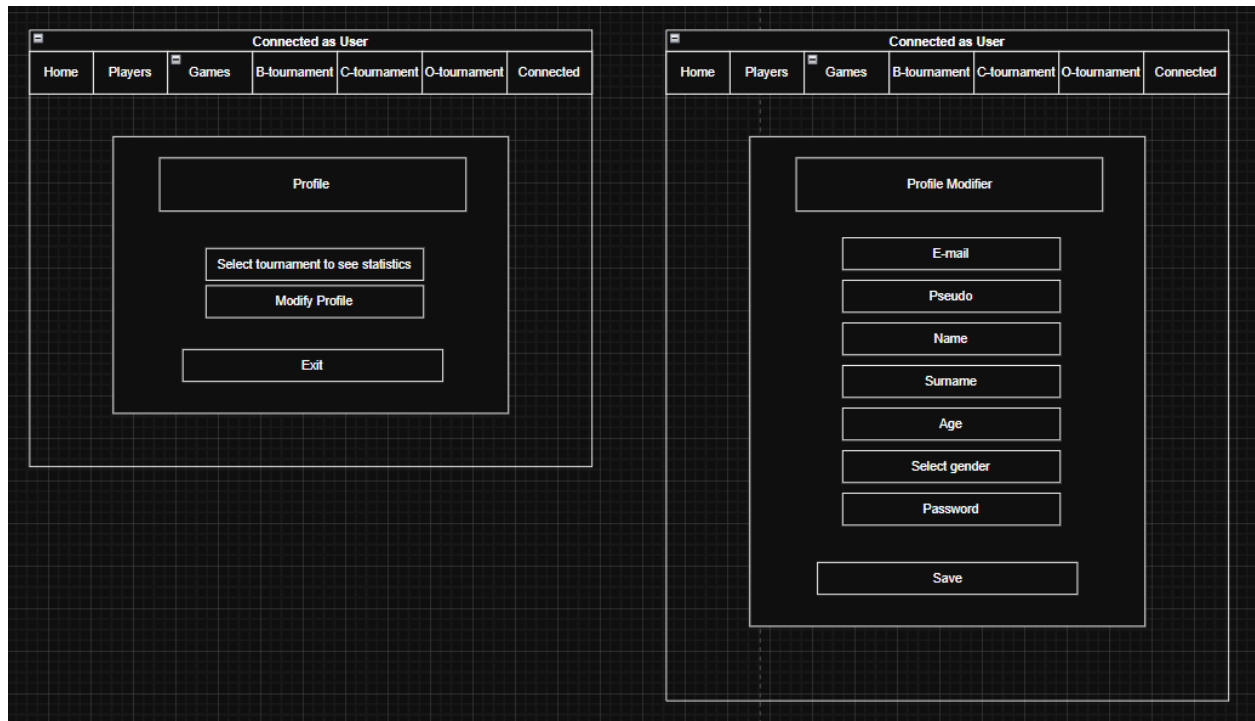 Connected as User
Home Players Games B-tournament C-tournament O-tournament Connected
Profile
Select tournament to see statistics
Modify Profile
Exit
Connected as User
Home Players Games B-tournament C-tournament O-tournament Connected
Profile Modifier
E-mail
Pseudo
Name
Surname
Age
Select gender
Password
Save